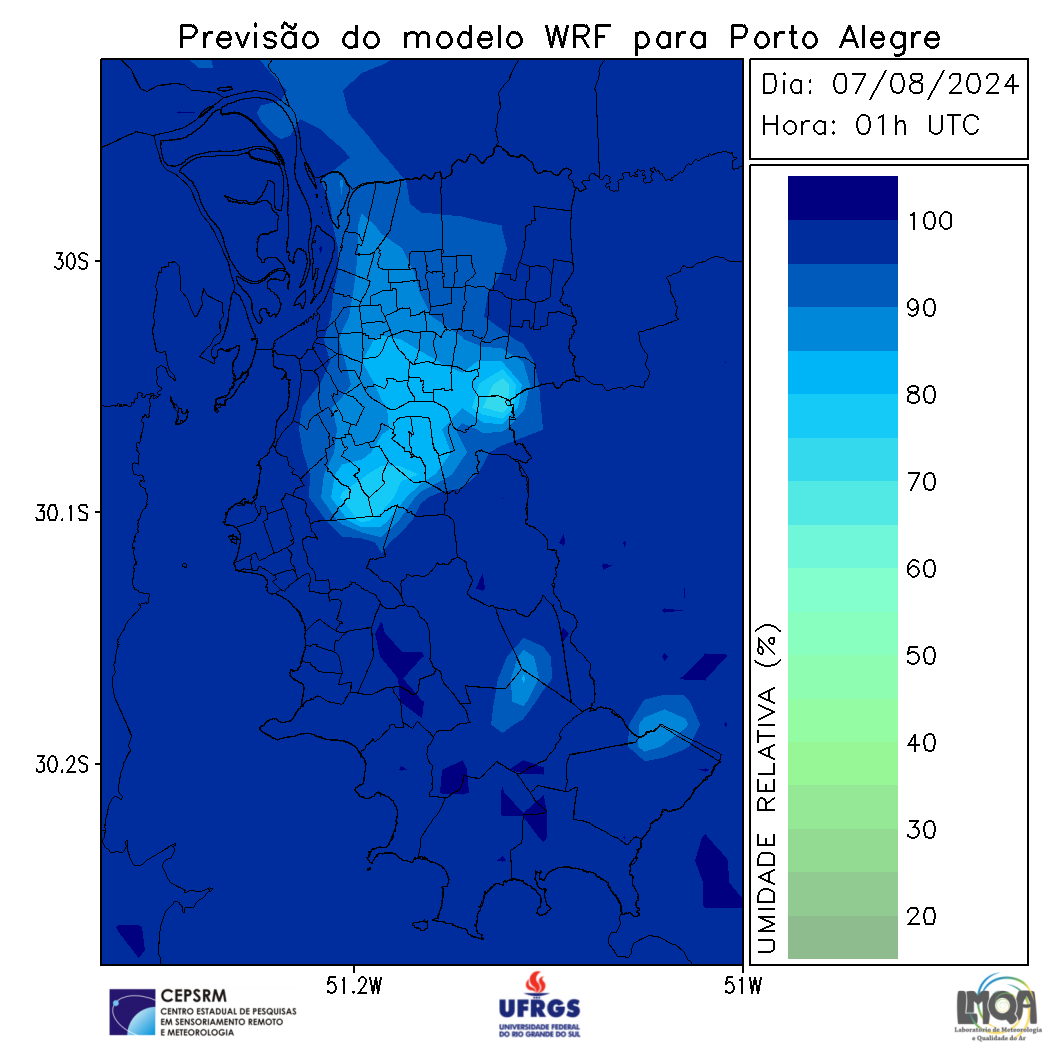 Previsão do modelo WRF para Porto Alegre
Dia: 07/08/2024
Hora: 01h UTC
30S
30.1S
30.2S
51.2W
51W
UMIDADE RELATIVA (%)
100
90
80
70
60
50
40
30
20
CEPSRM
CENTRO ESTADUAL DE PESQUISAS
EM SENSORIAMENTO REMOTO
E METEOROLOGIA
UFRGS
UNIVERSIDADE FEDERAL
DO RIO GRANDE DO SUL
LMQA
Laboratório de Meteorologia
e Qualidade do Ar